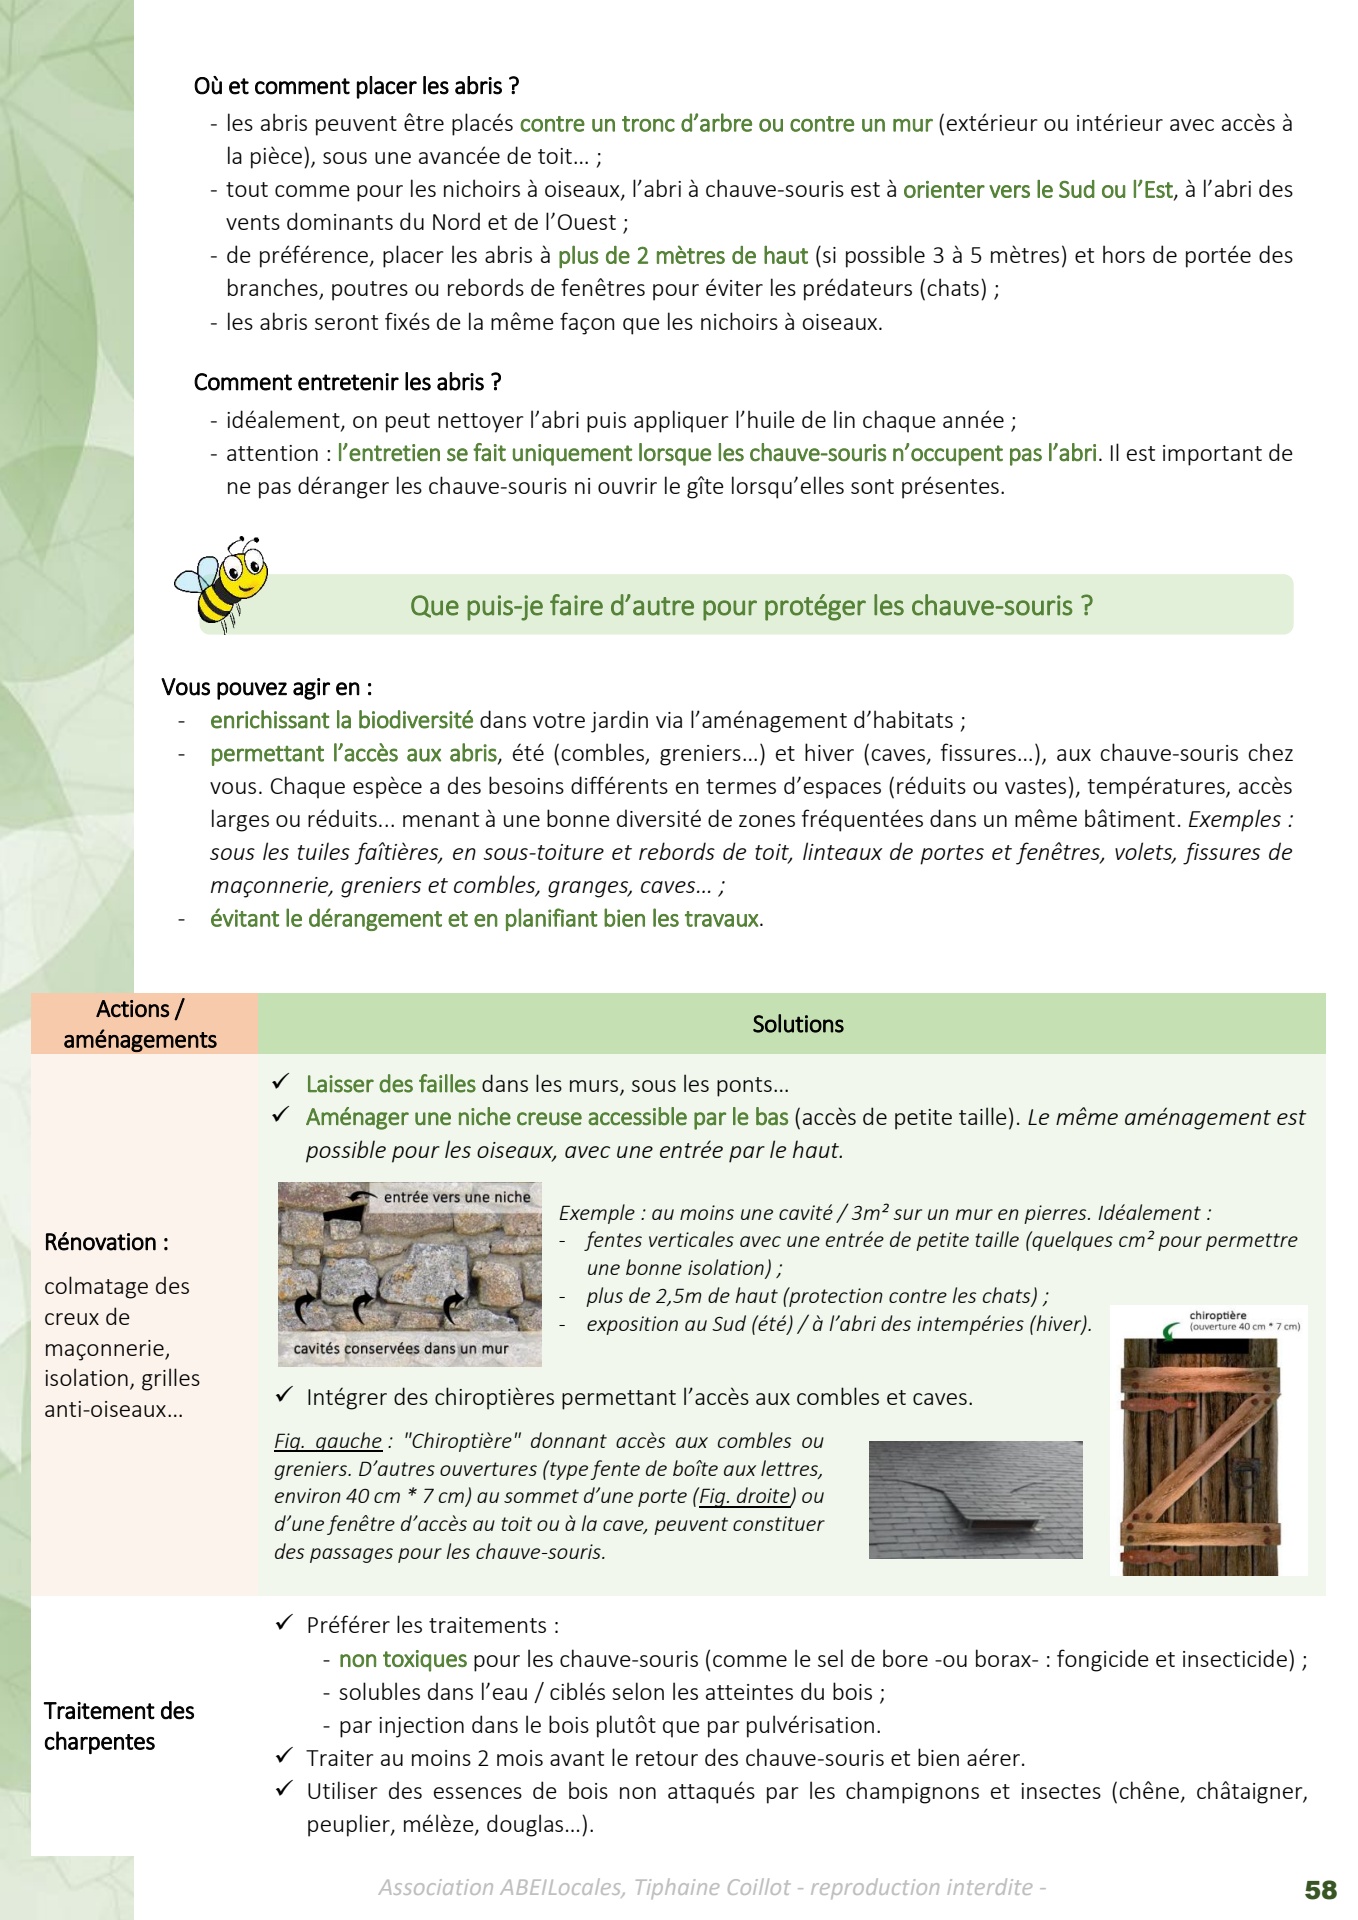 Où et comment placer les abris ?
- les abris peuvent être placés contre un tronc d’arbre ou contre un mur (extérieur ou intérieur avec accès à
la pièce), sous une avancée de toit… ;
- tout comme pour les nichoirs à oiseaux, l’abri à chauve-souris est à orienter vers le Sud ou l’Est, à l’abri des
vents dominants du Nord et de l’Ouest ;
- de préférence, placer les abris à plus de 2 mètres de haut (si possible 3 à 5 mètres) et hors de portée des
branches, poutres ou rebords de fenêtres pour éviter les prédateurs (chats) ;
- les abris seront fixés de la même façon que les nichoirs à oiseaux.
Comment entretenir les abris ?
- idéalement, on peut nettoyer l’abri puis appliquer l’huile de lin chaque année ;
- attention : l’entretien se fait uniquement lorsque les chauve-souris n’occupent pas l’abri. Il est important de
ne pas déranger les chauve-souris ni ouvrir le gîte lorsqu’elles sont présentes.
Que puis-je faire d’autre pour protéger les chauve-souris ?
Vous pouvez agir en :
- enrichissant la biodiversité dans votre jardin via l’aménagement d’habitats ;
- permettant l’accès aux abris, été (combles, greniers…) et hiver (caves, fissures…), aux chauve-souris chez
vous. Chaque espèce a des besoins différents en termes d’espaces (réduits ou vastes), températures, accès
larges ou réduits... menant à une bonne diversité de zones fréquentées dans un même bâtiment. Exemples :
sous les tuiles faîtières, en sous-toiture et rebords de toit, linteaux de portes et fenêtres, volets, fissures de
maçonnerie, greniers et combles, granges, caves… ;
- évitant le dérangement et en planifiant bien les travaux.
Actions /
aménagements
Solutions
Rénovation :
colmatage des
creux de
maçonnerie,
isolation, grilles
anti-oiseaux…
✓ Laisser des failles dans les murs, sous les ponts…
✓ Aménager une niche creuse accessible par le bas (accès de petite taille). Le même aménagement est
possible pour les oiseaux, avec une entrée par le haut.
entrée vers une niche
cavités conservées dans un mur
Exemple : au moins une cavité / 3m² sur un mur en pierres. Idéalement :
- fentes verticales avec une entrée de petite taille (quelques cm² pour permettre
une bonne isolation) ;
- plus de 2,5m de haut (protection contre les chats) ;
- exposition au Sud (été) / à l’abri des intempéries (hiver).
chiroptière
(ouverture 40 cm * 7 cm)
✓ Intégrer des chiroptières permettant l’accès aux combles et caves.
Fig. gauche : "Chiroptière" donnant accès aux combles ou
greniers. D’autres ouvertures (type fente de boîte aux lettres,
environ 40 cm * 7 cm) au sommet d’une porte (Fig. droite) ou
d’une fenêtre d’accès au toit ou à la cave, peuvent constituer
des passages pour les chauve-souris.
Traitement des
charpentes
✓ Préférer les traitements :
- non toxiques pour les chauve-souris (comme le sel de bore -ou borax- : fongicide et insecticide) ;
- solubles dans l’eau / ciblés selon les atteintes du bois ;
- par injection dans le bois plutôt que par pulvérisation.
✓ Traiter au moins 2 mois avant le retour des chauve-souris et bien aérer.
✓ Utiliser des essences de bois non attaqués par les champignons et insectes (chêne, châtaigner,
peuplier, mélèze, douglas…).
Association ABEILocales, Tiphaine Coillot - reproduction interdite -
58